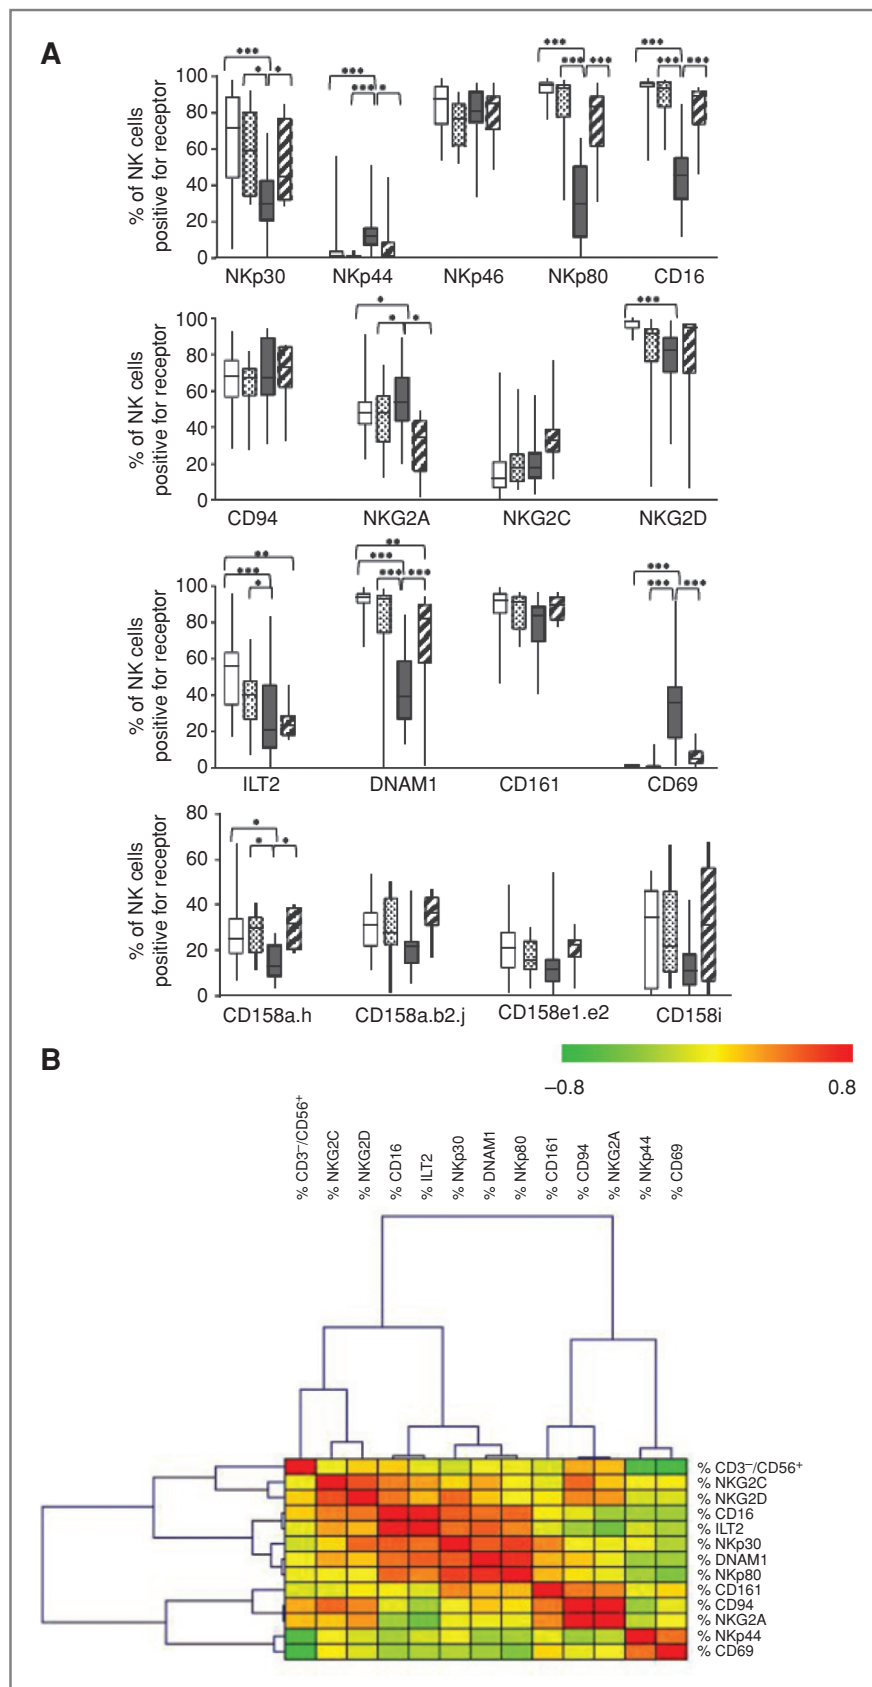 A
*** * *
*** *** *
*** *** ***
*** *** ***
% of NK cells
positive for receptor
100
80
60
40
20
0
NKp30 NKp44 NKp46 NKp80 CD16
* * *
***
% of NK cells
positive for receptor
100
80
60
40
20
0
CD94 NKG2A NKG2C NKG2D
** *** *
** *** *** ***
*** *** ***
% of NK cells
positive for receptor
100
80
60
40
20
0
ILT2 DNAM1 CD161 CD69
* * *
% of NK cells
positive for receptor
80
60
40
20
0
CD158a.h CD158a.b2.j CD158e1.e2 CD158i
B
–0.8 0.8
% CD3–/CD56+
% NKG2C
% NKG2D
% CD16
% ILT2
% NKp30
% DNAM1
% NKp80
% CD161
% CD94
% NKG2A
% NKp44
% CD69
% CD3–/CD56+
% NKG2C
% NKG2D
% CD16
% ILT2
% NKp30
% DNAM1
% NKp80
% CD161
% CD94
% NKG2A
% NKp44
% CD69